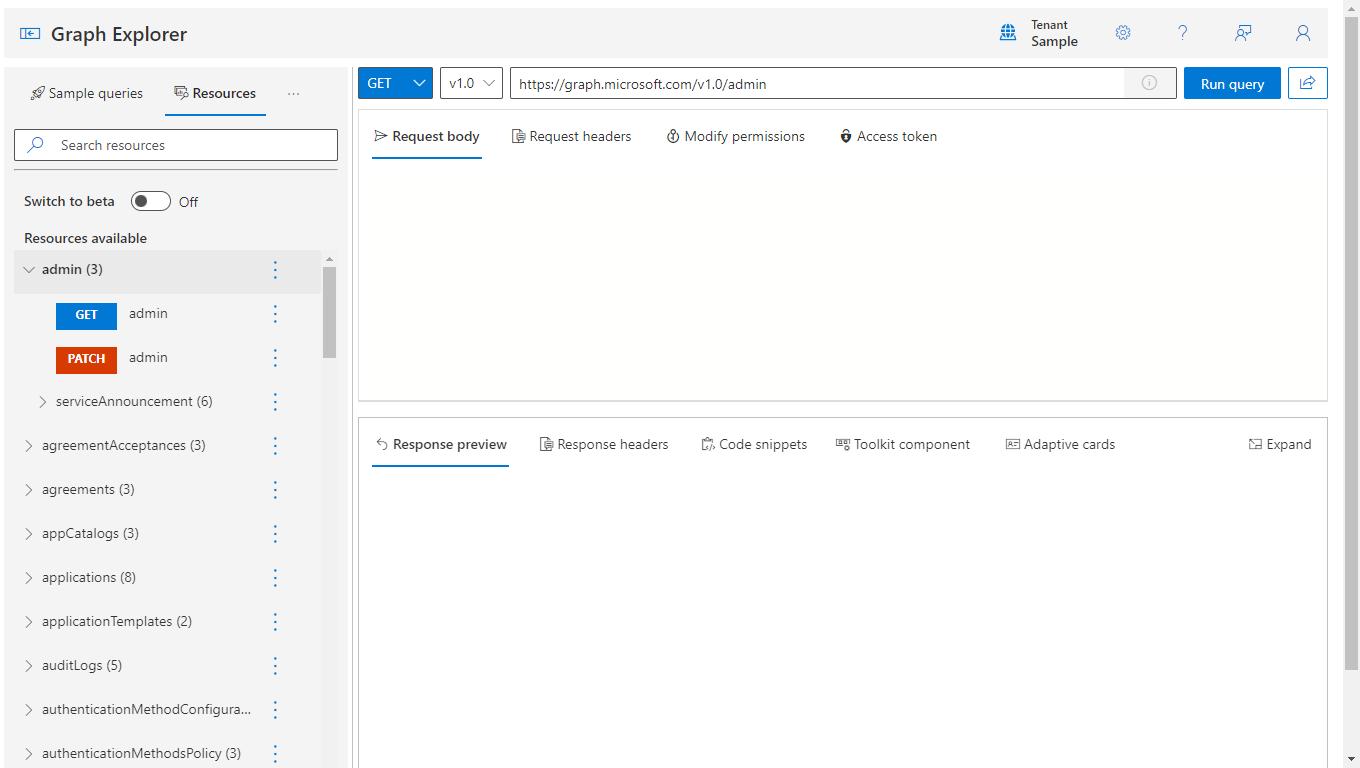 Graph Explorer
Tenant
Sample
Sample queries
Resources
Search resources
Switch to beta
Off
Resources available
admin (3)
GET admin
PATCH admin
serviceAnnouncement (6)
agreementAcceptances (3)
agreements (3)
appCatalogs (3)
applications (8)
applicationTemplates (2)
auditLogs (5)
authenticationMethodConfigura...
authenticationMethodsPolicy (3)
GET
v1.0
https://graph.microsoft.com/v1.0/admin
Run query
Request body
Request headers
Modify permissions
Access token
Response preview
Response headers
Code snippets
Toolkit component
Adaptive cards
Expand